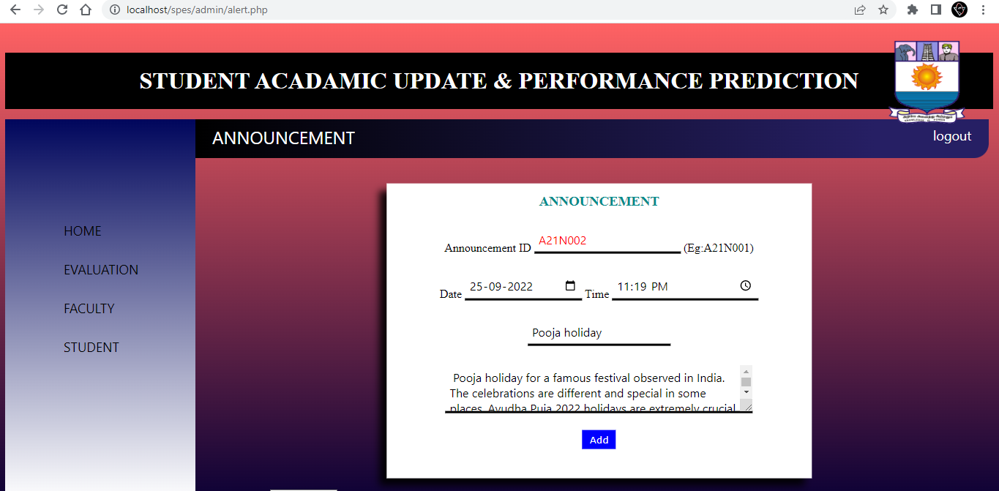 localhost/spes/admin/alert.php
STUDENT ACADAMIC UPDATE & PERFORMANCE PREDICTION
ANNOUNCEMENT
logout
HOME
EVALUATION
FACULTY
STUDENT
ANNOUNCEMENT
Announcement ID A21N002 (Eg:A21N001)
Date 25-09-2022 Time 11:19 PM
Pooja holiday
Pooja holiday for a famous festival observed in India.
The celebrations are different and special in some
places. Ayudha Puja 2022 holidays are extremely crucial
Add